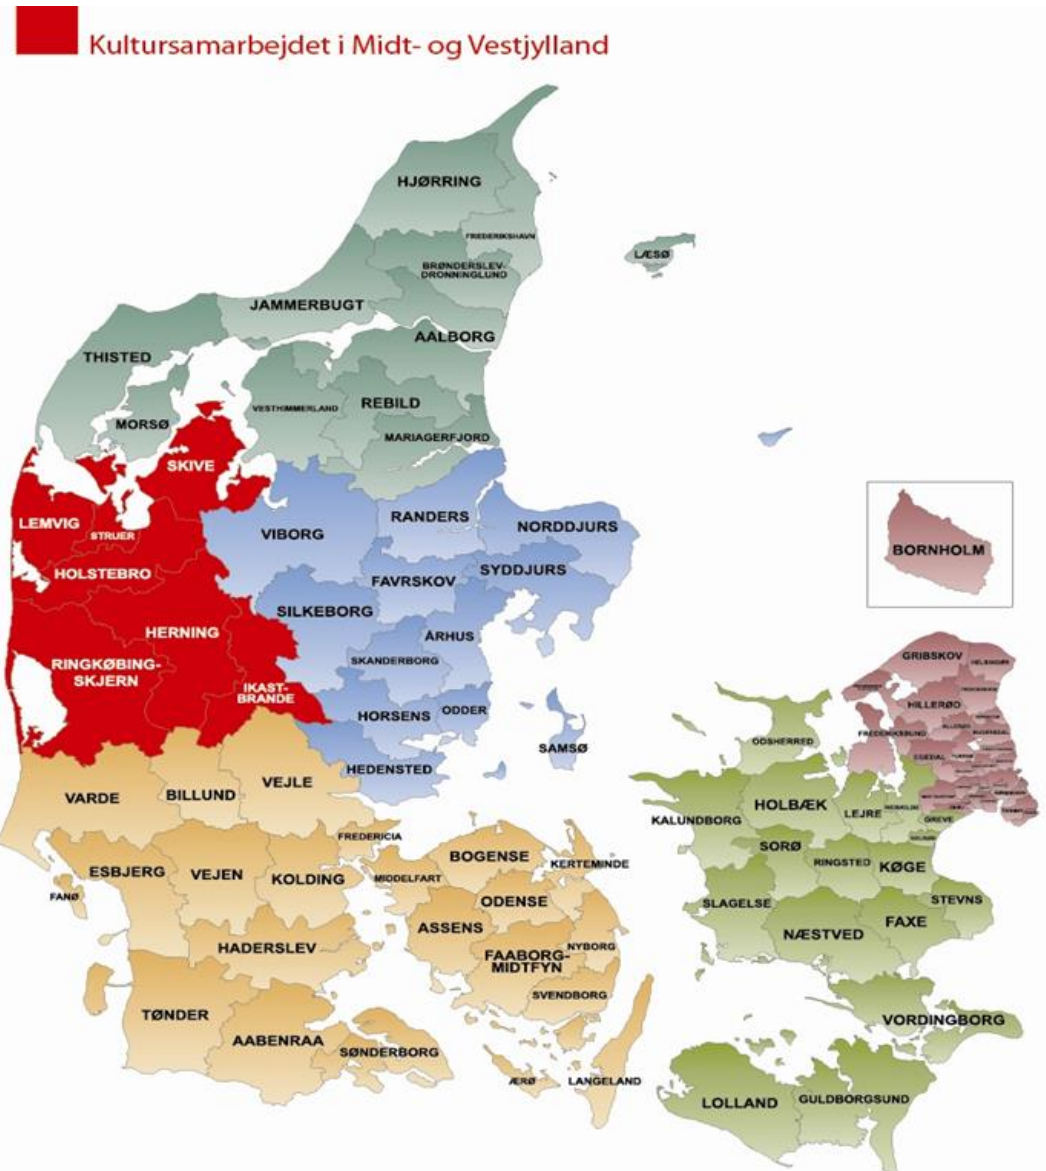 Kultursamarbejdet i Midt- og Vestjylland
HJØRRING
FREDERIKSHAVN
LÆSØ
BRØNDERSLEV-
DRONNINGLUND
JAMMERBUGT
AALBORG
THISTED
VESTHIMMERLAND
REBILD
MORSØ
MARIAGERFJORD
SKIVE
LEMVIG
STRUER
VIBORG
RANDERS
NORDDJURS
HOLSTEBRO
FAVRSKOV
SYDDJURS
BORNHOLM
SILKEBORG
HERNING
ÅRHUS
SKANDERBORG
RINGKØBING-
SKJERN
IKAST-
BRANDE
HORSENS
ODDER
SAMSØ
HEDENSTED
GRIBSKOV
HELSINGØR
HILLERØD
FREDERIKSSUND
EGEDAL
ODSHERRED
VARDE
BILLUND
VEJLE
FREDERICIA
KALUNDBORG
HOLBÆK
LEJRE
GREVE
ESBJERG
VEJEN
KOLDING
FANØ
MIDDELFART
BOGENSE
KERTEMINDE
SORØ
RINGSTED
KØGE
ODENSE
ASSENS
SLAGELSE
STEVNS
FAXE
NÆSTVED
HADERSLEV
NYBORG
FAABORG-
MIDTFYN
SVENDBORG
TØNDER
AABENRAA
SØNDERBORG
ÆRØ
LANGELAND
VORDINGBORG
LOLLAND
GULDBORGSUND